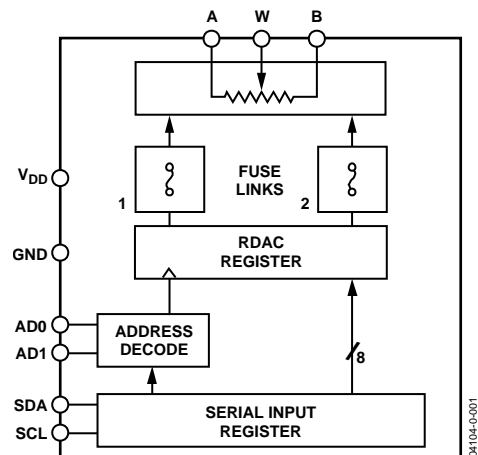 A W B
V_DD
FUSE
LINKS
1
2
GND
RDAC
REGISTER
AD0
AD1
ADDRESS
DECODE
8
SDA
SCL
SERIAL INPUT
REGISTER
04104-0-001